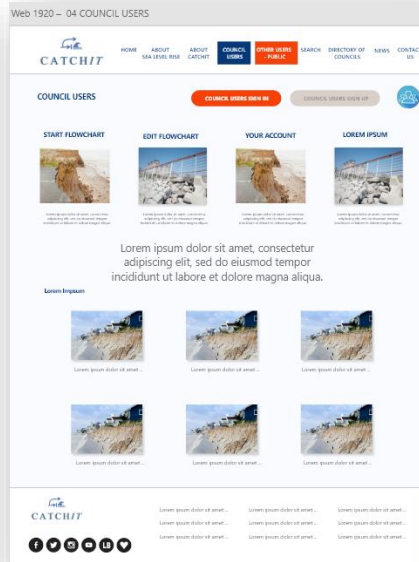 Web 1920 – 04 COUNCIL USERS
CATCHIT
HOME
ABOUT
SEA LEVEL RISE
ABOUT
CATCHIT
COUNCIL
USERS
OTHER USERS
- PUBLIC
SEARCH
DIRECTORY OF
COUNCILS
NEWS
CONTACT
US
COUNCIL USERS
COUNCIL USERS SIGN IN
COUNCIL USERS SIGN UP
START FLOWCHART
EDIT FLOWCHART
YOUR ACCOUNT
LOREM IPSUM
Lorem ipsum dolor sit amet, consectetur
adipiscing elit, sed do eiusmod tempor
incididunt ut labore et dolore magna aliqua.
Lorem Impsum
Lorem ipsum dolor sit amet...
Lorem ipsum dolor sit amet...
Lorem ipsum dolor sit amet...
Lorem ipsum dolor sit amet...
Lorem ipsum dolor sit amet...
Lorem ipsum dolor sit amet...
CATCHIT
Lorem ipsum dolor sit amet...
Lorem ipsum dolor sit amet...
Lorem ipsum dolor sit amet...
Lorem ipsum dolor sit amet...
Lorem ipsum dolor sit amet...
Lorem ipsum dolor sit amet...
Lorem ipsum dolor sit amet...
Lorem ipsum dolor sit amet...
Lorem ipsum dolor sit amet...